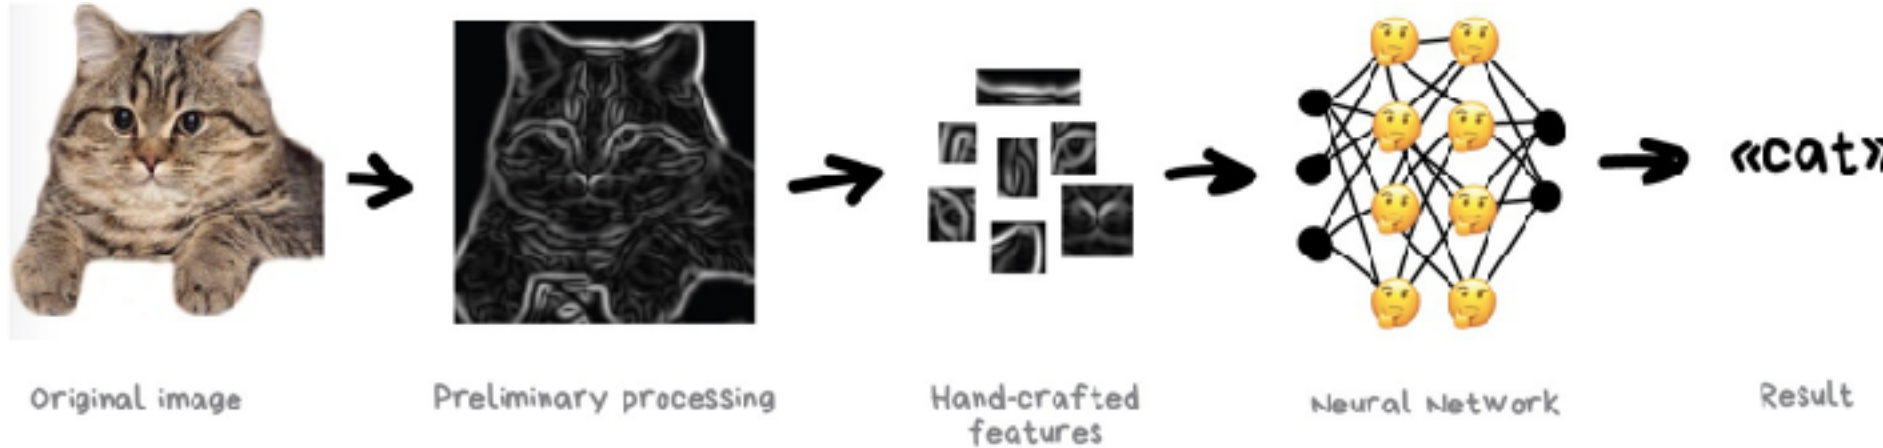 «cat»
Original image
Preliminary processing
Hand-crafted
features
Neural Network
Result